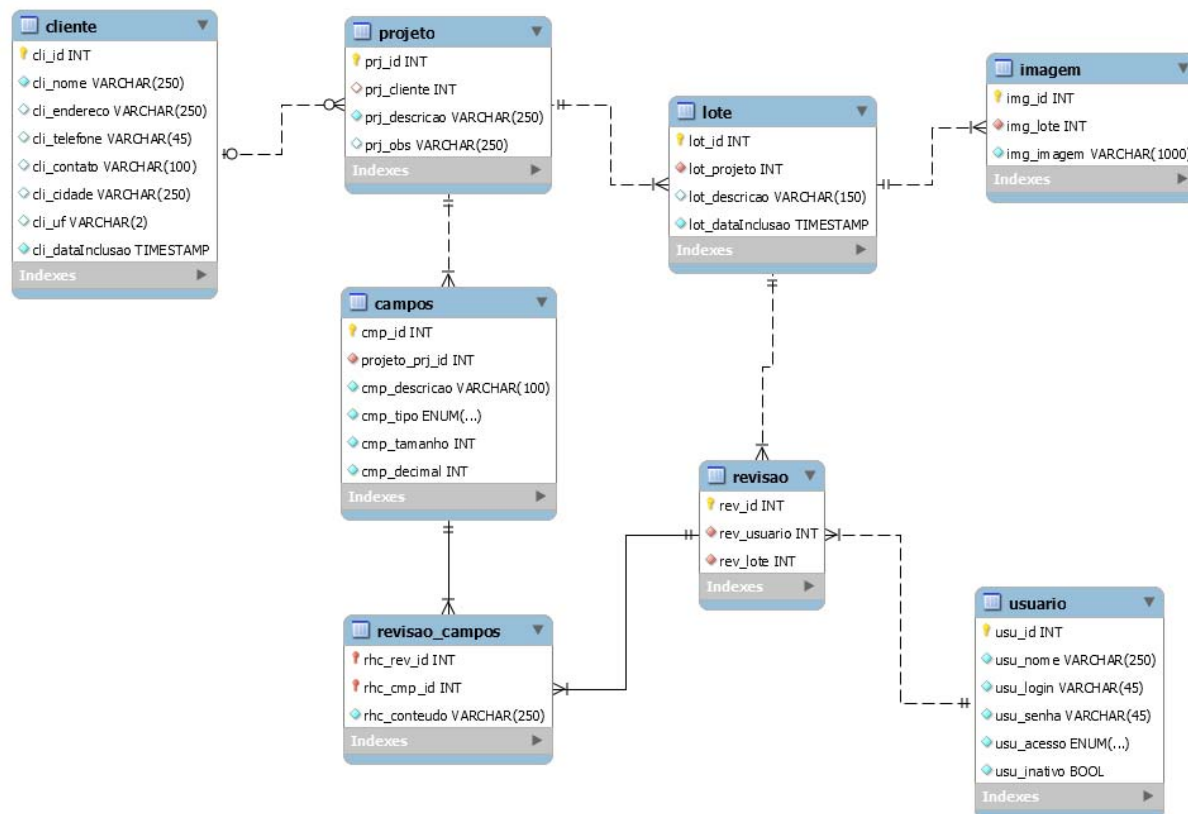 cliente
cli_id INT
cli_nome VARCHAR(250)
cli_endereco VARCHAR(250)
cli_telefone VARCHAR(45)
cli_contato VARCHAR(100)
cli_cidade VARCHAR(250)
cli_uf VARCHAR(2)
cli_dataInclusao TIMESTAMP
Indexes
projeto
prj_id INT
prj_cliente INT
prj_descricao VARCHAR(250)
prj_obs VARCHAR(250)
Indexes
lote
lot_id INT
lot_projeto INT
lot_descricao VARCHAR(150)
lot_dataInclusao TIMESTAMP
Indexes
imagem
img_id INT
img_lote INT
img_imagem VARCHAR(1000)
Indexes
campos
cmp_id INT
projeto_prj_id INT
cmp_descricao VARCHAR(100)
cmp_tipo ENUM(...)
cmp_tamanho INT
cmp_decimal INT
Indexes
revisao
rev_id INT
rev_usuario INT
rev_lote INT
Indexes
revisao_campos
rhc_rev_id INT
rhc_cmp_id INT
rhc_conteudo VARCHAR(250)
Indexes
usuario
usu_id INT
usu_nome VARCHAR(250)
usu_login VARCHAR(45)
usu_senha VARCHAR(45)
usu_acesso ENUM(...)
usu_inativo BOOL
Indexes